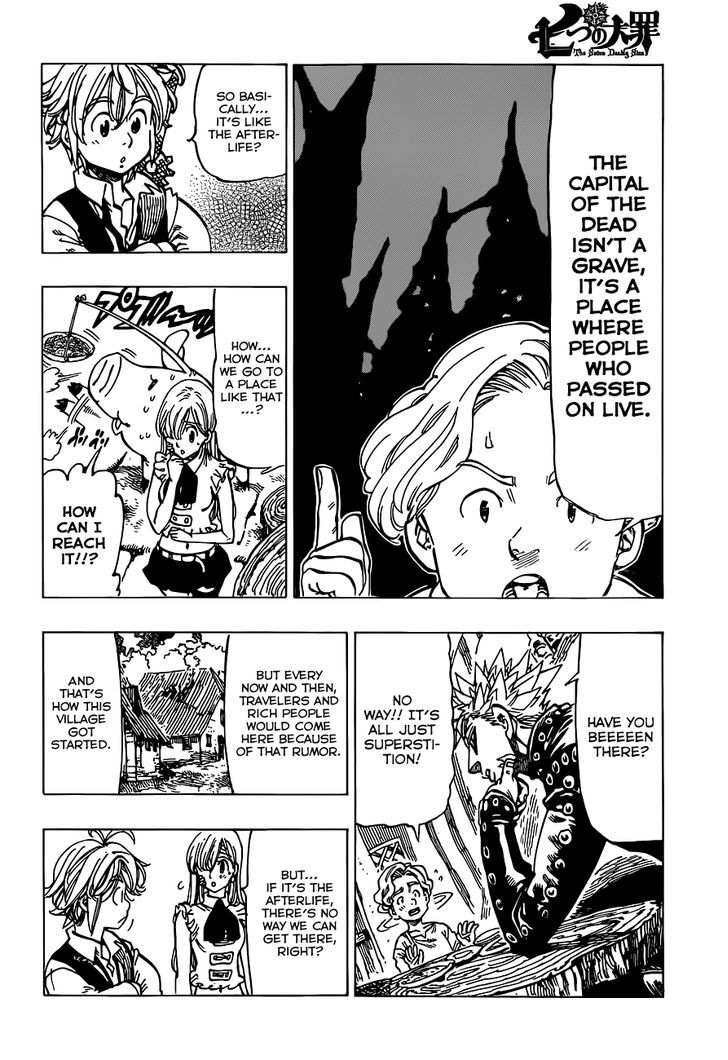 七つの大罪
The Seven Deadly Sins
THE
CAPITAL
OF THE
DEAD
ISN'T A
GRAVE,
IT'S A
PLACE
WHERE
PEOPLE
WHO
PASSED
ON LIVE.
SO BASI-
CALLY...
IT'S LIKE
THE AFTER-
LIFE?
HOW...
HOW CAN
WE GO TO
A PLACE
LIKE THAT
...?
HOW
CAN I
REACH
IT!!?
HAVE YOU
BEEEEEN
THERE?
NO
WAY!! IT'S
ALL JUST
SUPERSTI-
TION!
BUT EVERY
NOW AND THEN,
TRAVELERS AND
RICH PEOPLE
WOULD COME
HERE BECAUSE
OF THAT RUMOR.
AND
THAT'S
HOW THIS
VILLAGE
GOT
STARTED.
BUT...
IF IT'S THE
AFTERLIFE,
THERE'S NO
WAY WE CAN
GET THERE,
RIGHT?